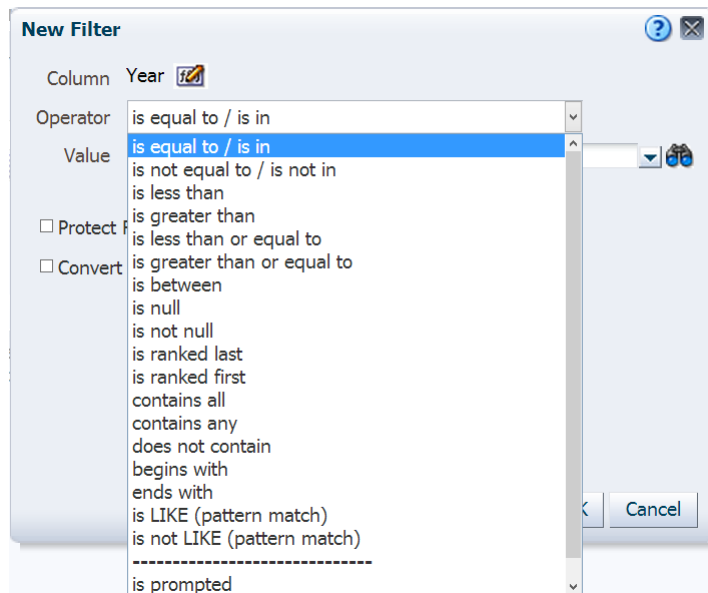 New Filter
Column Year
Operator is equal to / is in
Value
is equal to / is in
is not equal to / is not in
is less than
is greater than
Protect
is less than or equal to
is greater than or equal to
Convert
is between
is null
is not null
is ranked last
is ranked first
contains all
contains any
does not contain
begins with
ends with
is LIKE (pattern match)
Cancel
is not LIKE (pattern match)
------------------------------
is prompted